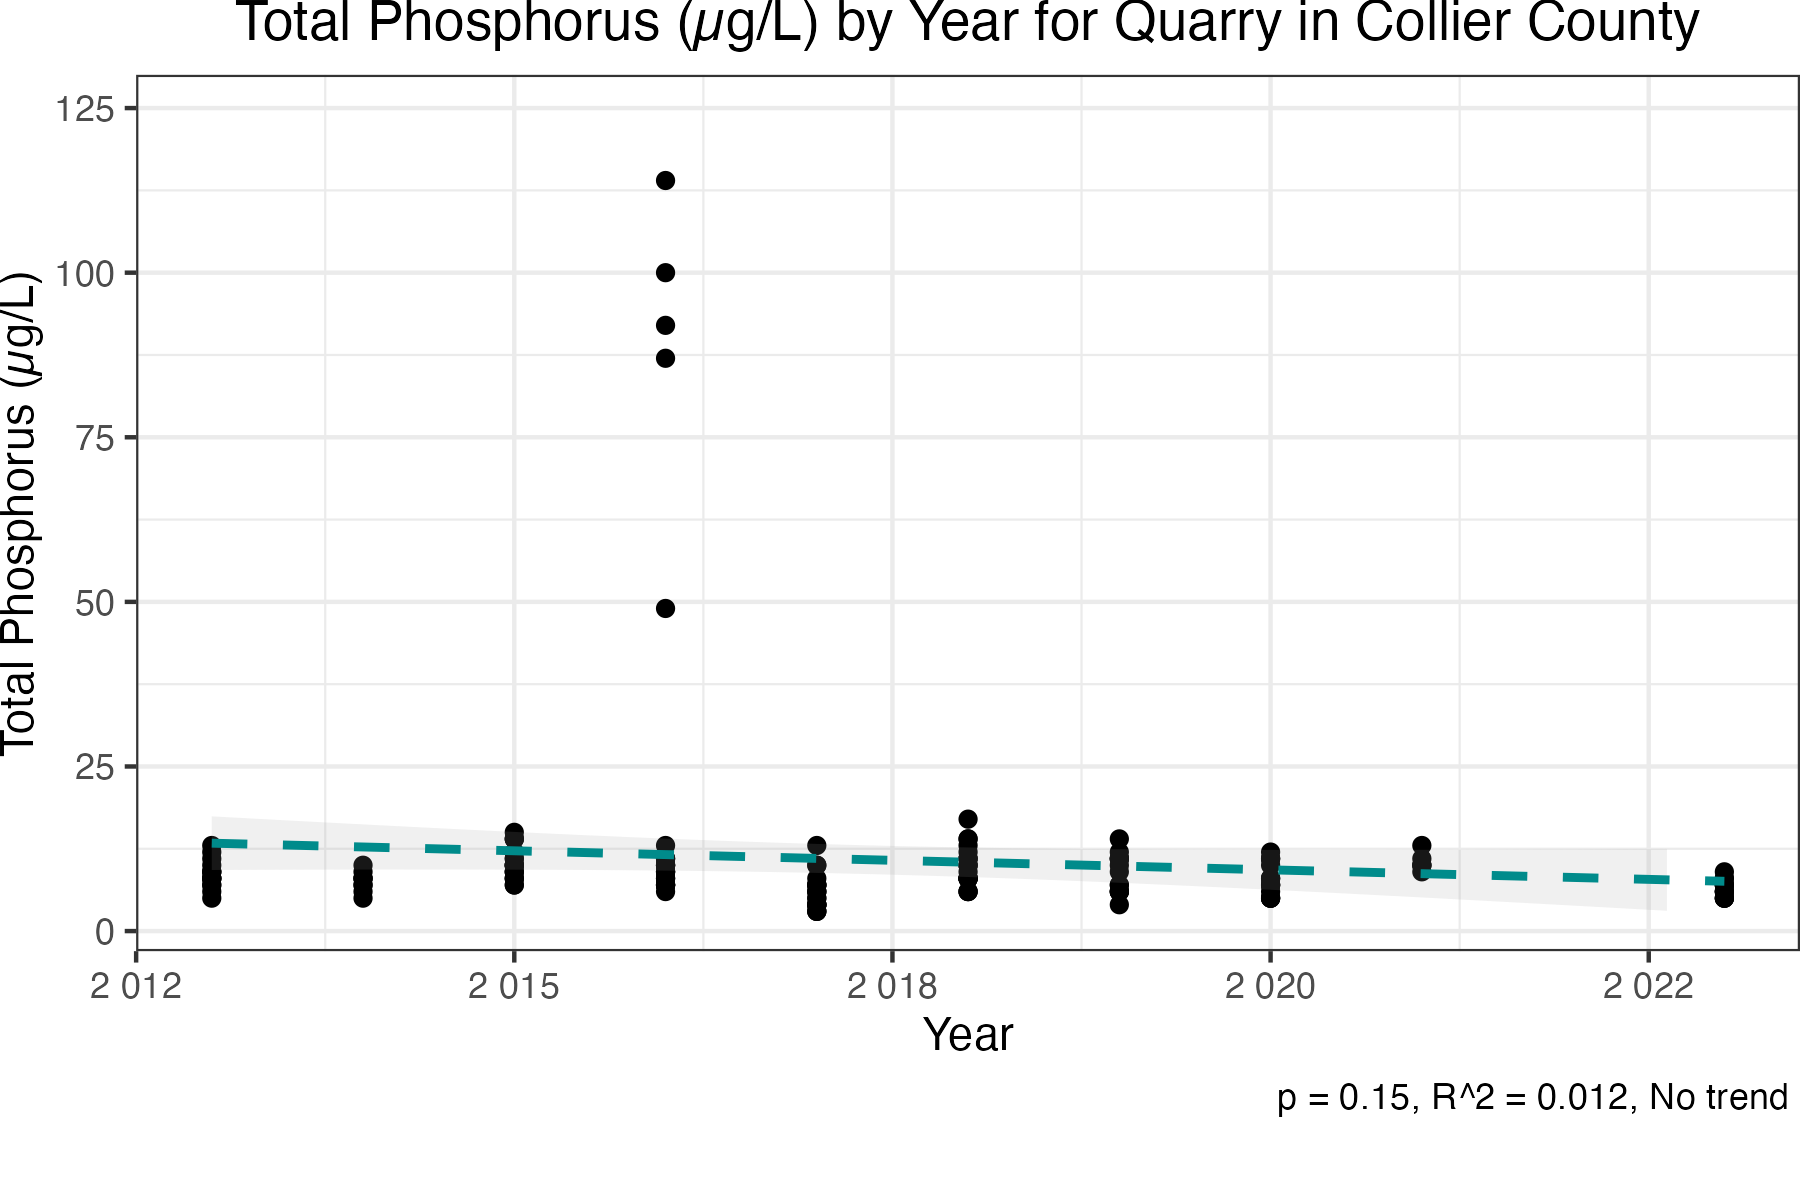 Total Phosphorus (µg/L) by Year for Quarry in Collier County
Total Phosphorus (µg/L)
125
100
75
50
25
0
2 012
2 015
2 018
2 020
2 022
Year
p = 0.15, R^2 = 0.012, No trend